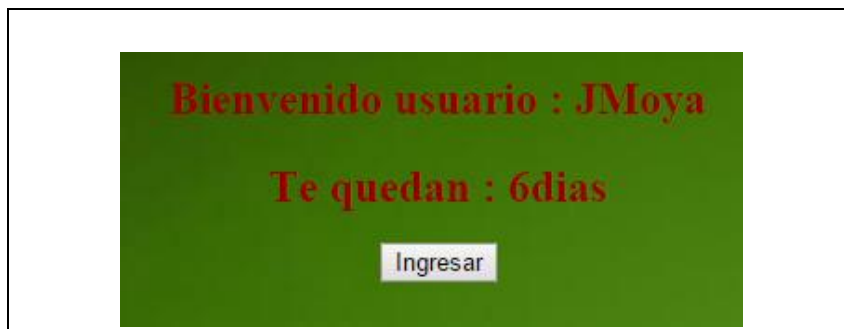 Bienvenido usuario : JMoya
Te quedan : 6dias
Ingresar